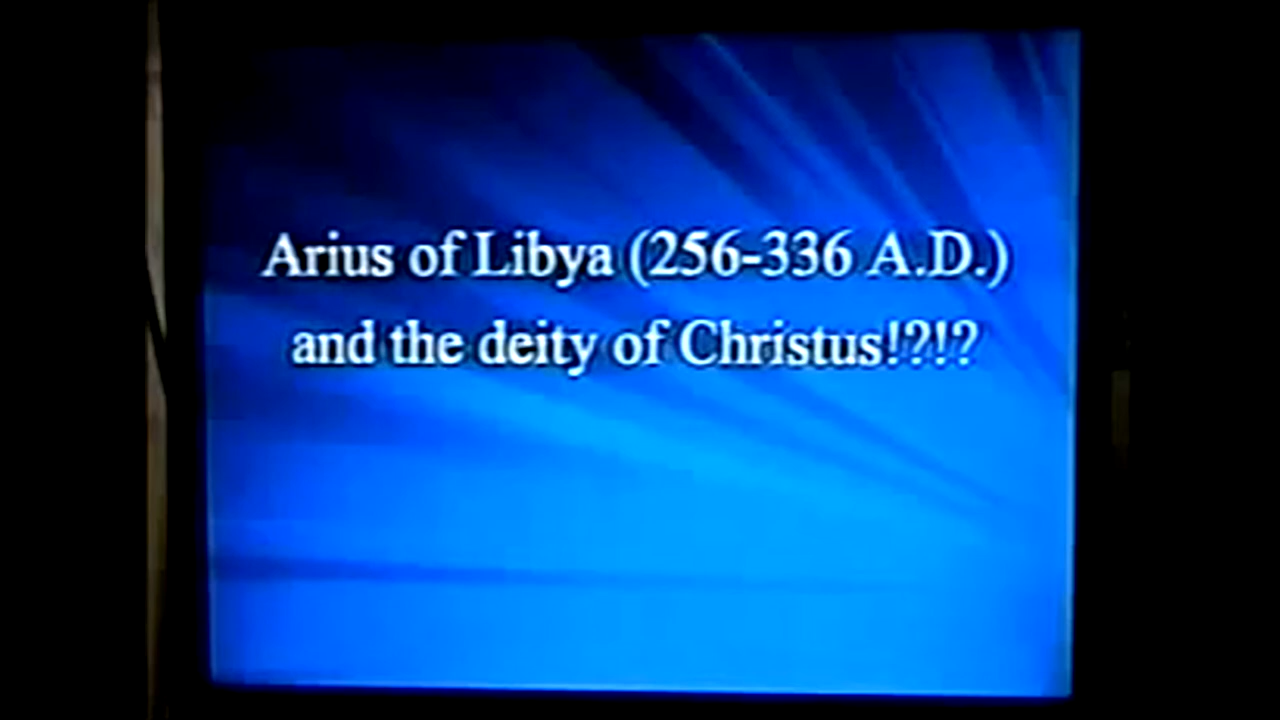 Arius of Libya (256-336 A.D.)
and the deity of Christus!?!?